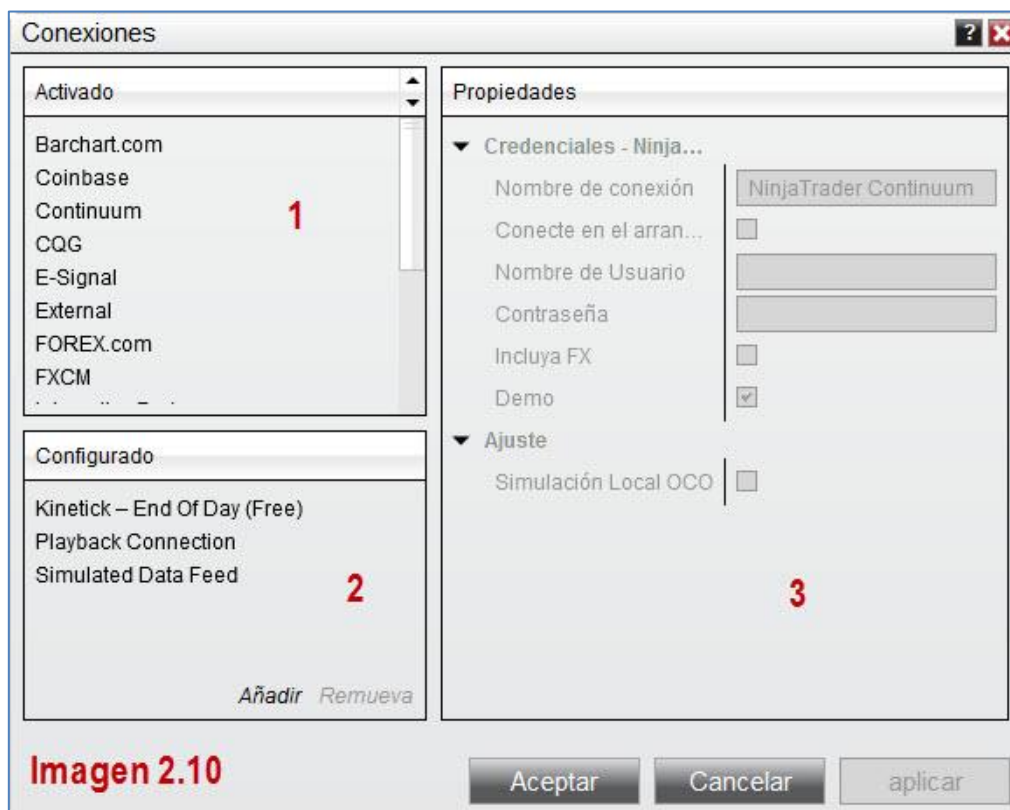 Conexiones
?
Activado
Barchart.com
Coinbase
Continuum
CQG
E-Signal
External
FOREX.com
FXCM
1
Configurado
Kinetick – End Of Day (Free)
Playback Connection
Simulated Data Feed
2
Añadir Remueva
Propiedades
Credenciales - Ninja...
Nombre de conexión NinjaTrader Continuum
Conecte en el arran...
Nombre de Usuario
Contraseña
Incluya FX
Demo
Ajuste
Simulación Local OCO
3
Imagen 2.10
Aceptar Cancelar aplicar